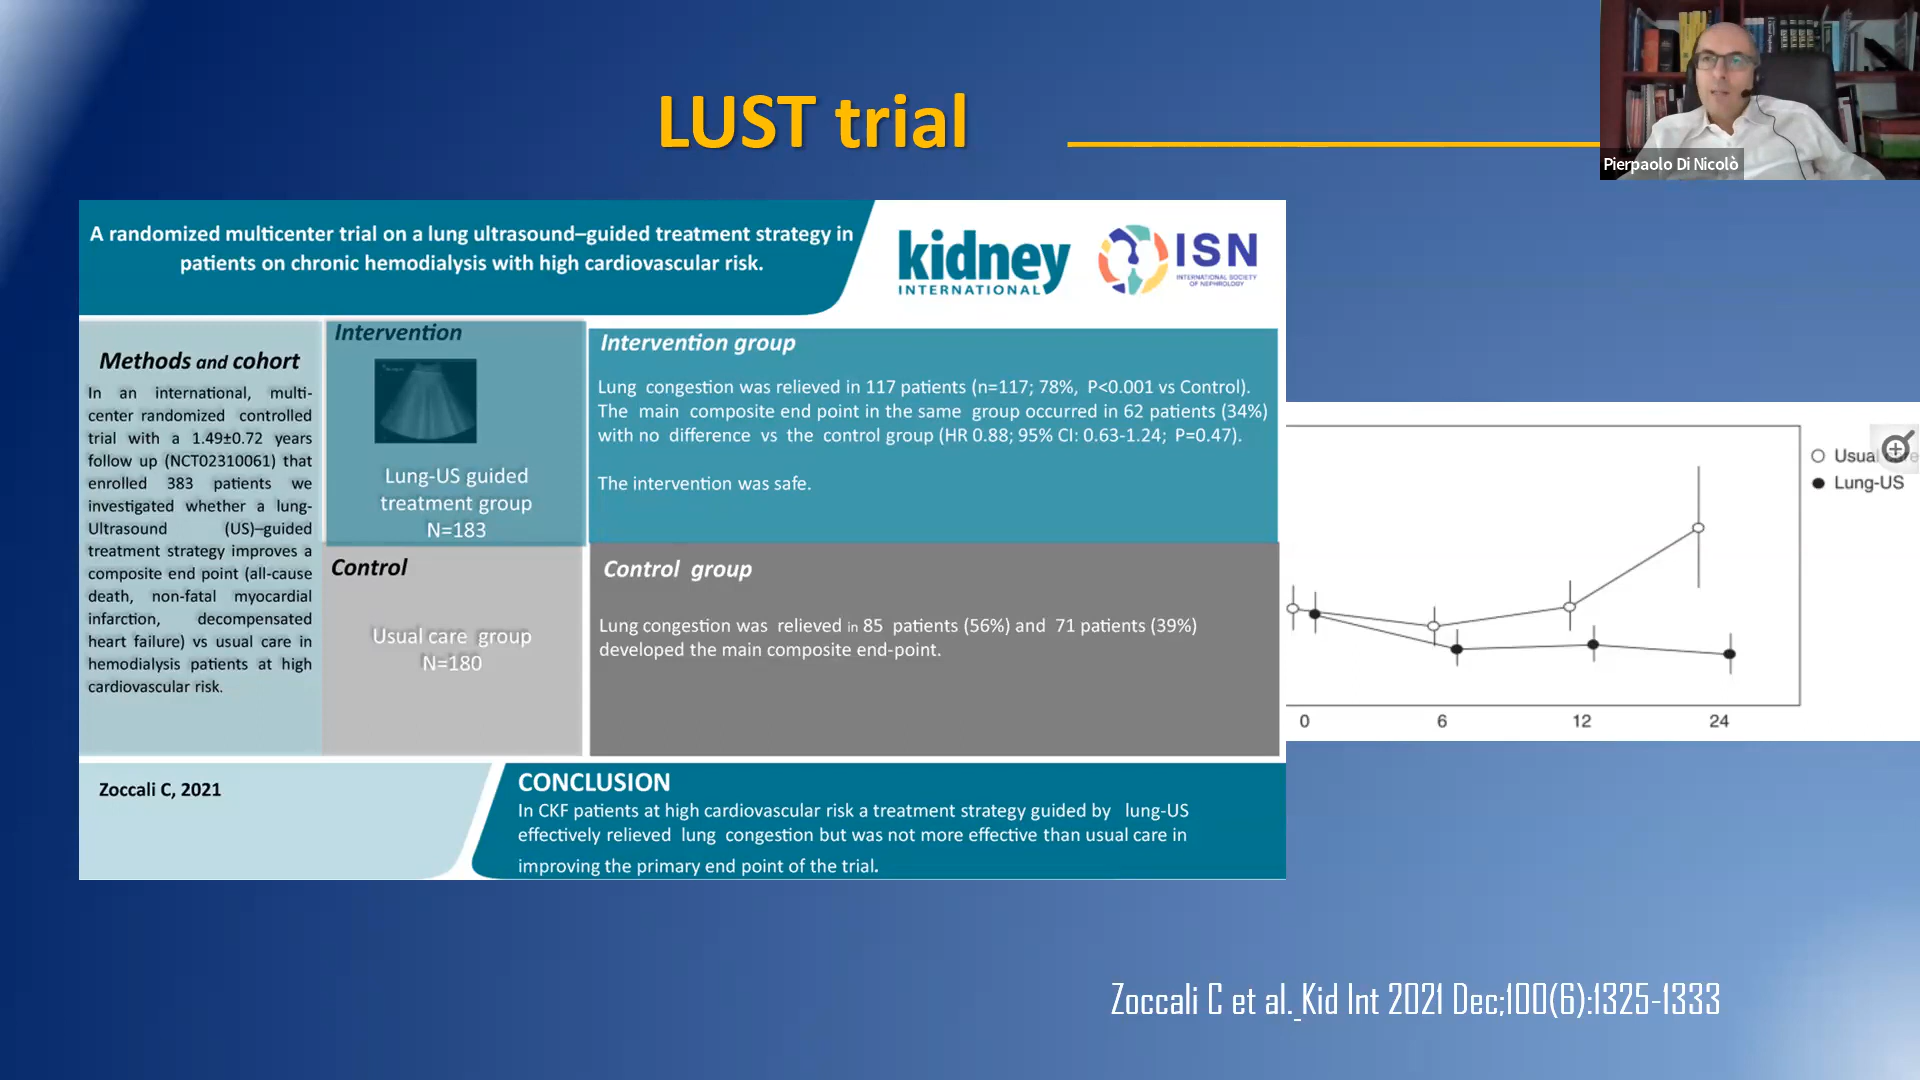 LUST trial
Pierpaolo Di Nicolò
A randomized multicenter trial on a lung ultrasound–guided treatment strategy in
patients on chronic hemodialysis with high cardiovascular risk.
kidney
INTERNATIONAL
ISN
INTERNATIONAL SOCIETY
OF NEPHROLOGY
Methods and cohort
In an international, multi-
center randomized controlled
trial with a 1.49±0.72 years
follow up (NCT02310061) that
enrolled 383 patients we
investigated whether a lung-
Ultrasound (US)–guided
treatment strategy improves a
composite end point (all-cause
death, non-fatal myocardial
infarction, decompensated
heart failure) vs usual care in
hemodialysis patients at high
cardiovascular risk.
Intervention
Lung-US guided
treatment group
N=183
Intervention group
Lung congestion was relieved in 117 patients (n=117; 78%, P<0.001 vs Control).
The main composite end point in the same group occurred in 62 patients (34%)
with no difference vs the control group (HR 0.88; 95% CI: 0.63-1.24; P=0.47).
The intervention was safe.
Control
Usual care group
N=180
Control group
Lung congestion was relieved in 85 patients (56%) and 71 patients (39%)
developed the main composite end-point.
Zoccali C, 2021
CONCLUSION
In CKF patients at high cardiovascular risk a treatment strategy guided by lung-US
effectively relieved lung congestion but was not more effective than usual care in
improving the primary end point of the trial.
Usual
Lung-US
0 6 12 24
Zoccali C et al. Kid Int 2021 Dec;100(6):1325-1333